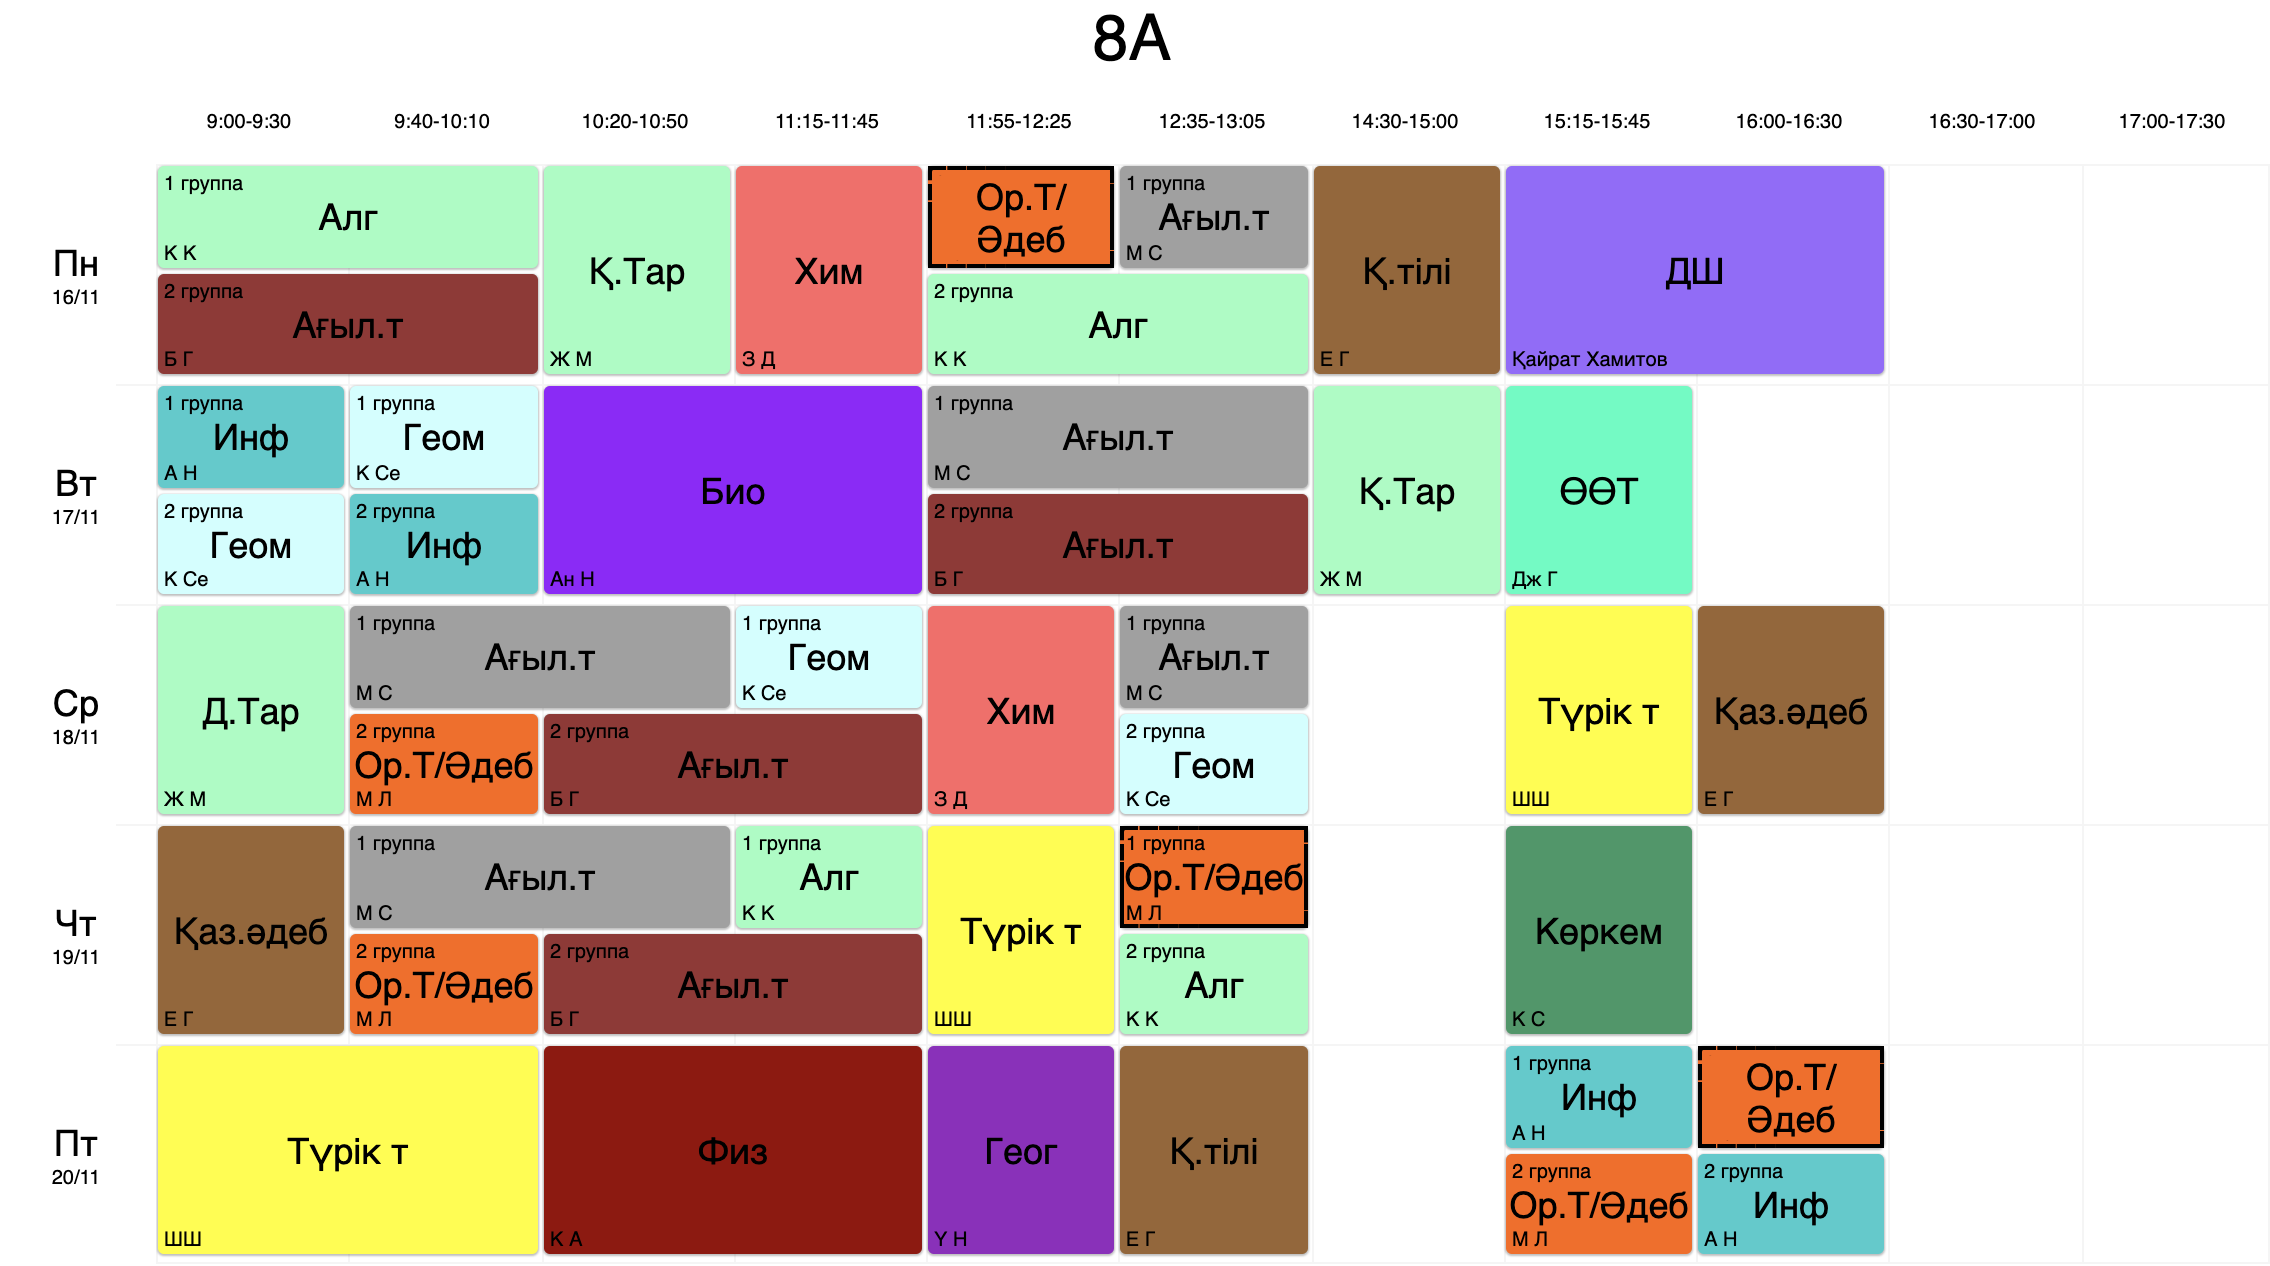 8A
9:00-9:30 9:40-10:10 10:20-10:50 11:15-11:45 11:55-12:25 12:35-13:05 14:30-15:00 15:15-15:45 16:00-16:30 16:30-17:00 17:00-17:30
Пн
16/11
1 группа
Алг
К К
2 группа
Ағыл.т
Б Г
Қ.Тар
Ж М
Хим
З Д
Ор.Т/
Әдеб
1 группа
Ағыл.т
М С
2 группа
Алг
К К
Қ.тілі
Е Г
ДШ
Қайрат Хамитов
Вт
17/11
1 группа
Инф
А Н
1 группа
Геом
К Се
2 группа
Геом
К Се
2 группа
Инф
А Н
Био
Ан Н
1 группа
Ағыл.т
М С
2 группа
Ағыл.т
Б Г
Қ.Тар
Ж М
ӨӨТ
Дж Г
Ср
18/11
Д.Тар
Ж М
1 группа
Ағыл.т
М С
1 группа
Геом
К Се
2 группа
Ор.Т/Әдеб
М Л
2 группа
Ағыл.т
Б Г
Хим
З Д
1 группа
Ағыл.т
М С
2 группа
Геом
К Се
Түрік т
ШШ
Қаз.әдеб
Е Г
Чт
19/11
Қаз.әдеб
Е Г
1 группа
Ағыл.т
М С
1 группа
Алг
К К
2 группа
Ор.Т/Әдеб
М Л
2 группа
Ағыл.т
Б Г
Түрік т
ШШ
1 группа
Ор.Т/Әдеб
М Л
2 группа
Алг
К К
Көркем
К С
Пт
20/11
Түрік т
ШШ
Физ
К А
Геог
Ү Н
Қ.тілі
Е Г
1 группа
Инф
А Н
Ор.Т/
Әдеб
2 группа
Ор.Т/Әдеб
М Л
2 группа
Инф
А Н